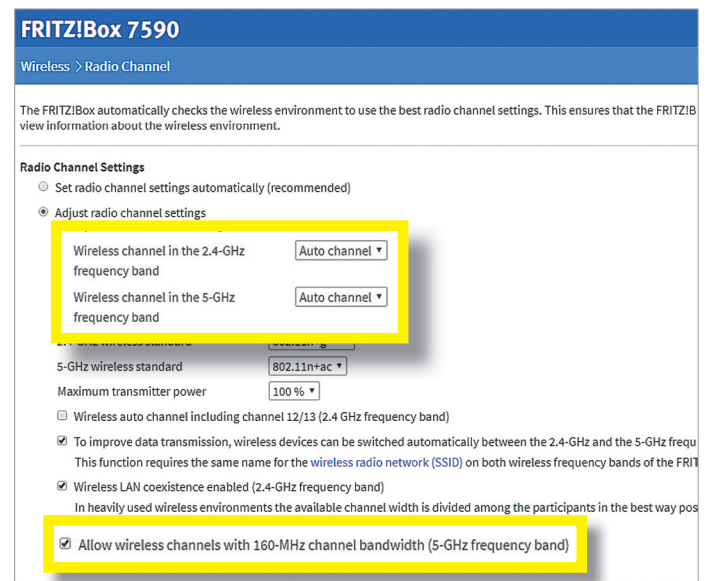 FRITZ!Box 7590
Wireless > Radio Channel
The FRITZ!Box automatically checks the wireless environment to use the best radio channel settings. This ensures that the FRITZ!B
view information about the wireless environment.
Radio Channel Settings
Set radio channel settings automatically (recommended)
Adjust radio channel settings
Wireless channel in the 2.4-GHz Auto channel
frequency band
Wireless channel in the 5-GHz Auto channel
frequency band
5-GHz wireless standard 802.11n+ac
Maximum transmitter power 100 %
Wireless auto channel including channel 12/13 (2.4 GHz frequency band)
To improve data transmission, wireless devices can be switched automatically between the 2.4-GHz and the 5-GHz frequ
This function requires the same name for the wireless radio network (SSID) on both wireless frequency bands of the FRIT
Wireless LAN coexistence enabled (2.4-GHz frequency band)
In heavily used wireless environments the available channel width is divided among the participants in the best way pos
Allow wireless channels with 160-MHz channel bandwidth (5-GHz frequency band)